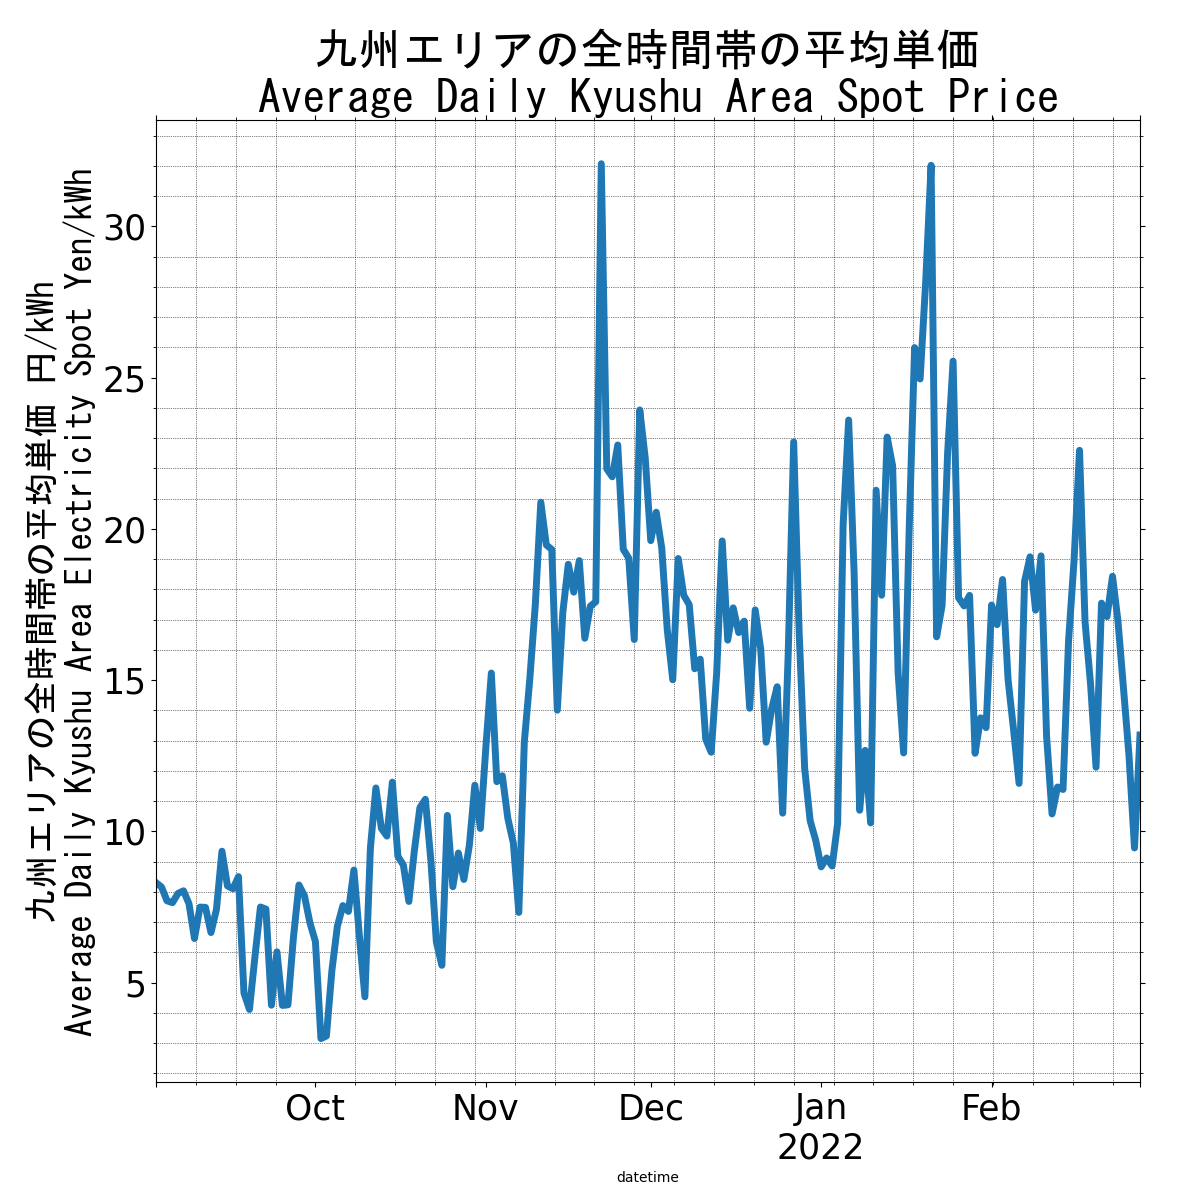 九州エリアの全時間帯の平均単価
Average Daily Kyushu Area Spot Price
九州エリアの全時間帯の平均単価 円/kWh
Average Daily Kyushu Area Electricity Spot Yen/kWh
30
25
20
15
10
5
Oct
Nov
Dec
Jan
2022
Feb
datetime